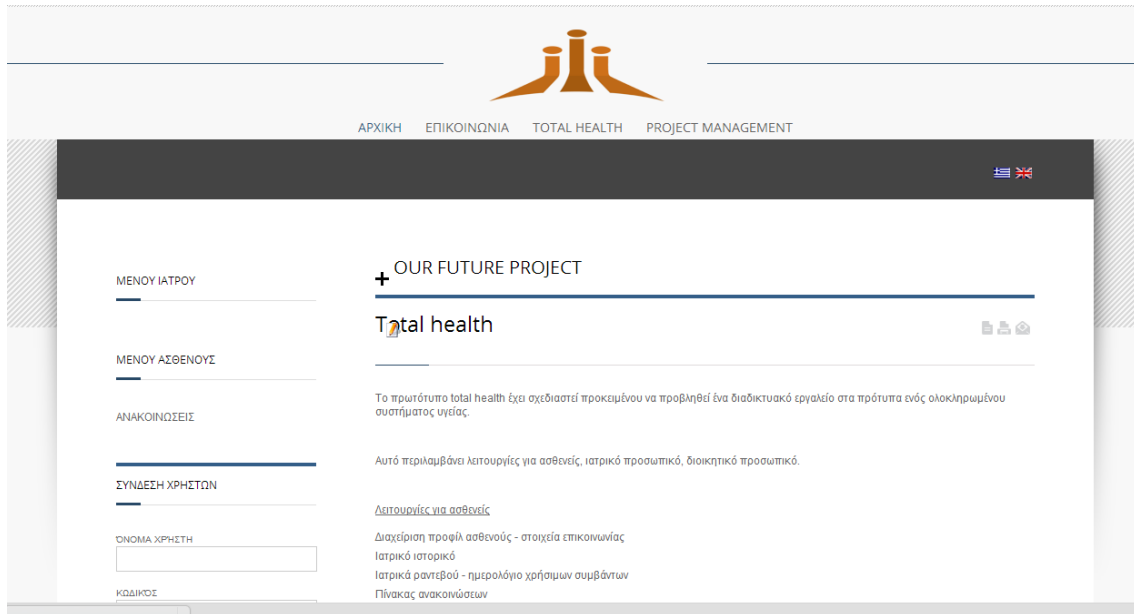 ΑΡΧΙΚΗ ΕΠΙΚΟΙΝΩΝΙΑ TOTAL HEALTH PROJECT MANAGEMENT
ΜΕΝΟΥ ΙΑΤΡΟΥ
ΜΕΝΟΥ ΑΣΘΕΝΟΥΣ
ΑΝΑΚΟΙΝΩΣΕΙΣ
ΣΥΝΔΕΣΗ ΧΡΗΣΤΩΝ
ΌΝΟΜΑ ΧΡΉΣΤΗ
ΚΩΔΙΚΌΣ
OUR FUTURE PROJECT
Total health
Το πρωτότυπο total health έχει σχεδιαστεί προκειμένου να προβληθεί ένα διαδικτυακό εργαλείο στα πρότυπα ενός ολοκληρωμένου
συστήματος υγείας.
Αυτό περιλαμβάνει λειτουργίες για ασθενείς, ιατρικό προσωπικό, διοικητικό προσωπικό.
Λειτουργίες για ασθενείς
Διαχείριση προφίλ ασθενούς - στοιχεία επικοινωνίας
Ιατρικό ιστορικό
Ιατρικά ραντεβού - ημερολόγιο χρήσιμων συμβάντων
Πίνακας ανακοινώσεων